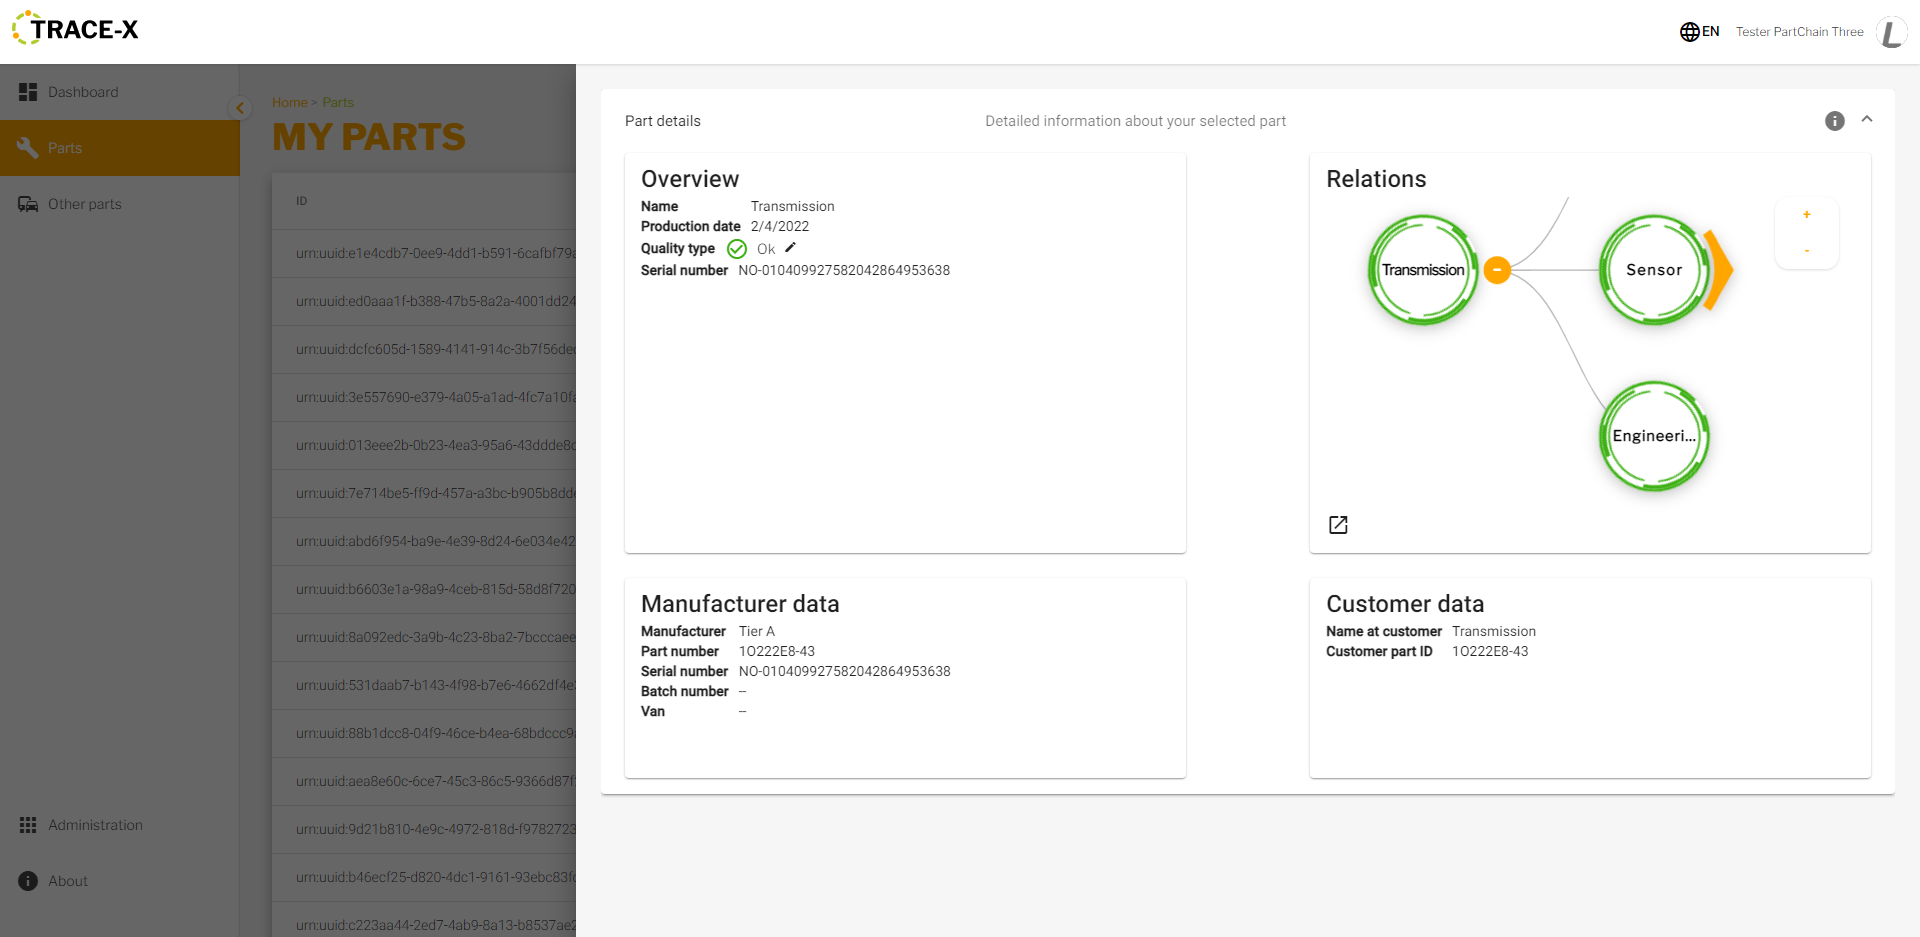 TRACE-X
EN
Tester PartChain Three
Dashboard
Parts
Other parts
Administration
About
Home > Parts
MY PARTS
ID
urn:uuid:e1e4cdb7-0ee9-4dd1-b591-6cafbf79a
urn:uuid:ed0aaa1f-b388-47b5-8a2a-4001dd24
urn:uuid:dcfc605d-1589-4141-914c-3b7f56dec
urn:uuid:3e557690-e379-4a05-a1ad-4fc7a10fa
urn:uuid:013eee2b-0b23-4ea3-95a6-43ddde8c
urn:uuid:7e714be5-ff9d-457a-a3bc-b905b8dde
urn:uuid:abd6f954-ba9e-4e39-8d24-6e034e42
urn:uuid:b6603e1a-98a9-4ceb-815d-58d8f720
urn:uuid:8a092edc-3a9b-4c23-8ba2-7bcccaee
urn:uuid:531daab7-b143-4f98-b7e6-4662df4e
urn:uuid:88b1dcc8-04f9-46ce-b4ea-68bdccc9
urn:uuid:aea8e60c-6ce7-45c3-86c5-9366d87f
urn:uuid:9d21b810-4e9c-4972-818d-f9782723
urn:uuid:b46ecf25-d820-4dc1-9161-93ebc83f
urn:uuid:c223aa44-2ed7-4ab9-8a13-b8537ae2
Part details
Detailed information about your selected part
Overview
Name Transmission
Production date 2/4/2022
Quality type Ok
Serial number NO-010409927582042864953638
Relations
+
-
Transmission
-
Sensor
Engineeri...
Manufacturer data
Manufacturer Tier A
Part number 1O222E8-43
Serial number NO-010409927582042864953638
Batch number --
Van --
Customer data
Name at customer Transmission
Customer part ID 1O222E8-43